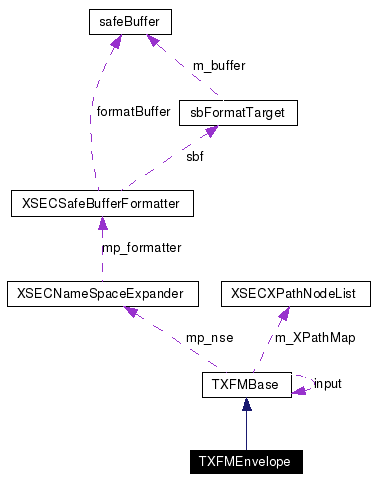 safeBuffer
m_buffer
formatBuffer
sbFormatTarget
sbf
XSECSafeBufferFormatter
mp_formatter
XSECNameSpaceExpander
XSECXPathNodeList
mp_nse
m_XPathMap
TXFMBase
input
TXFMEnvelope